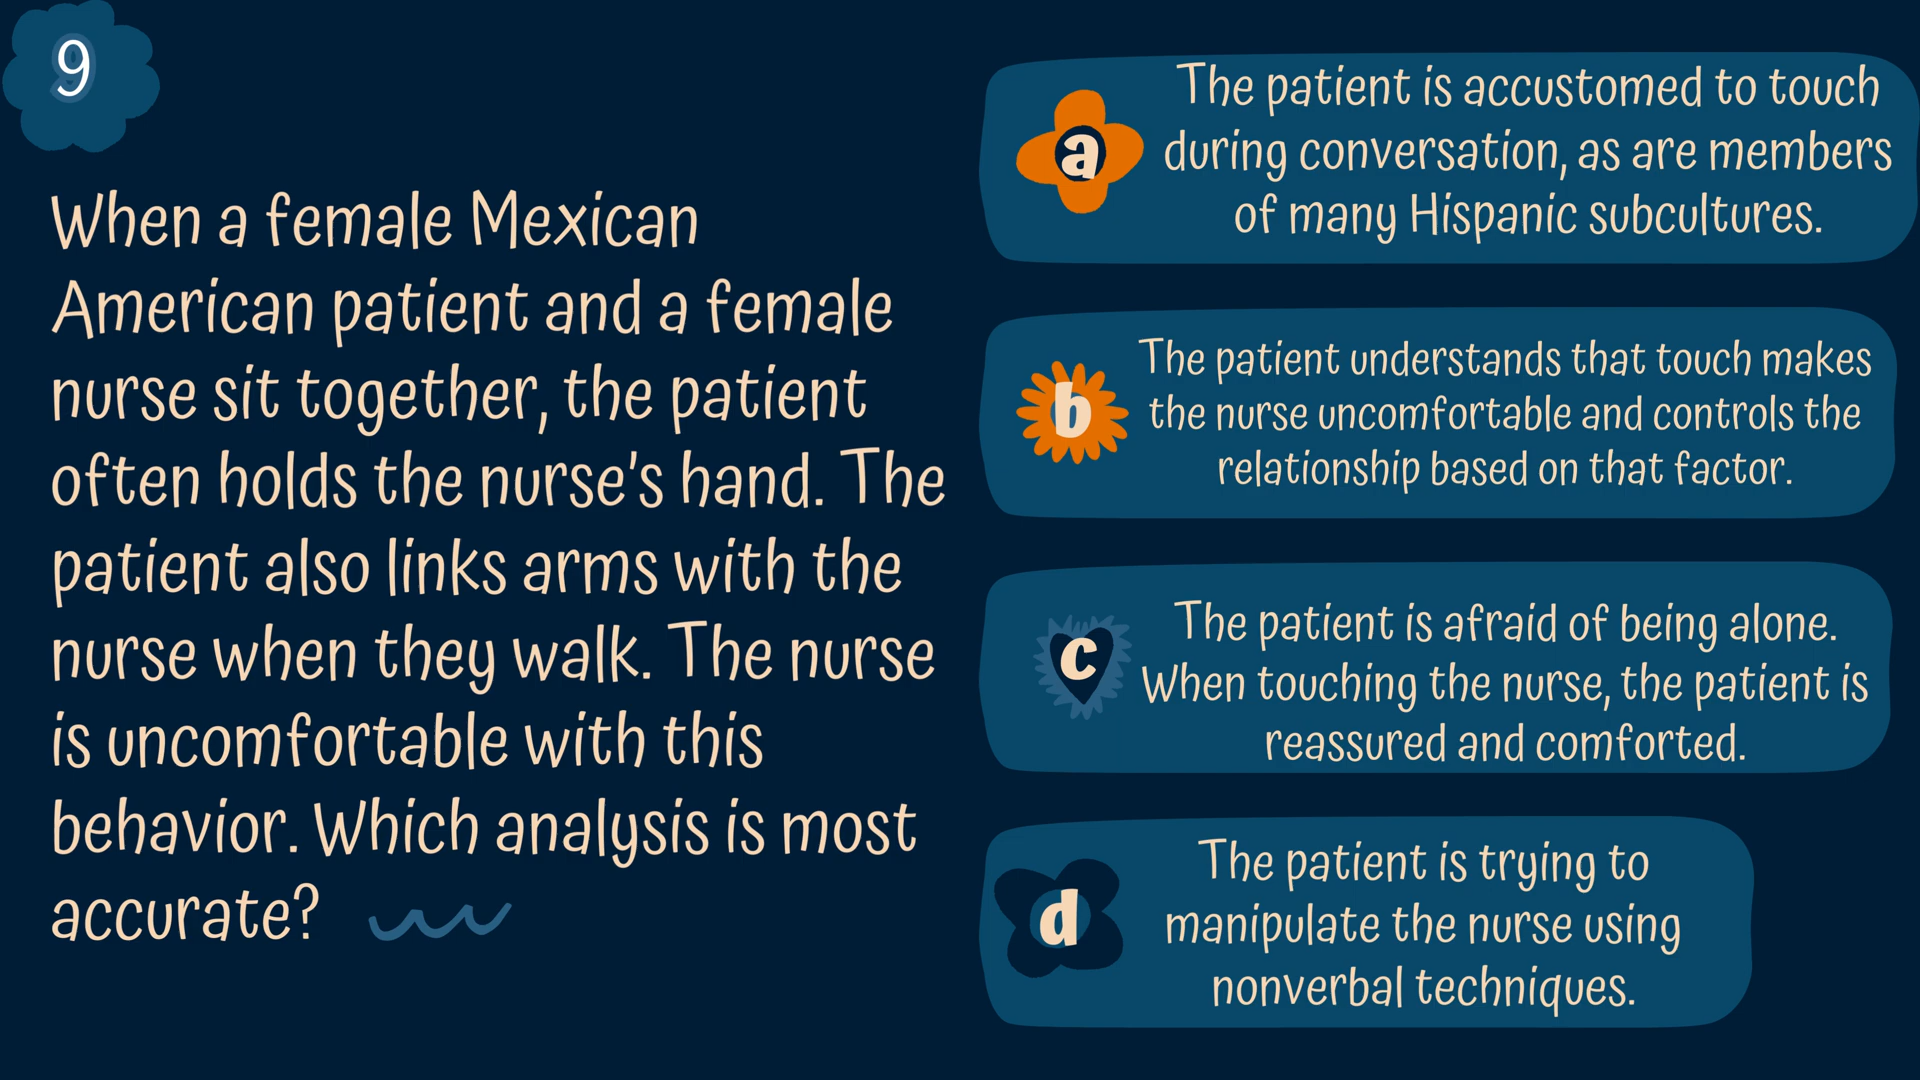 9
When a female Mexican
American patient and a female
nurse sit together, the patient
often holds the nurse's hand. The
patient also links arms with the
nurse when they walk. The nurse
is uncomfortable with this
behavior. Which analysis is most
accurate?
a
The patient is accustomed to touch
during conversation, as are members
of many Hispanic subcultures.
b
The patient understands that touch makes
the nurse uncomfortable and controls the
relationship based on that factor.
c
The patient is afraid of being alone.
When touching the nurse, the patient is
reassured and comforted.
d
The patient is trying to
manipulate the nurse using
nonverbal techniques.